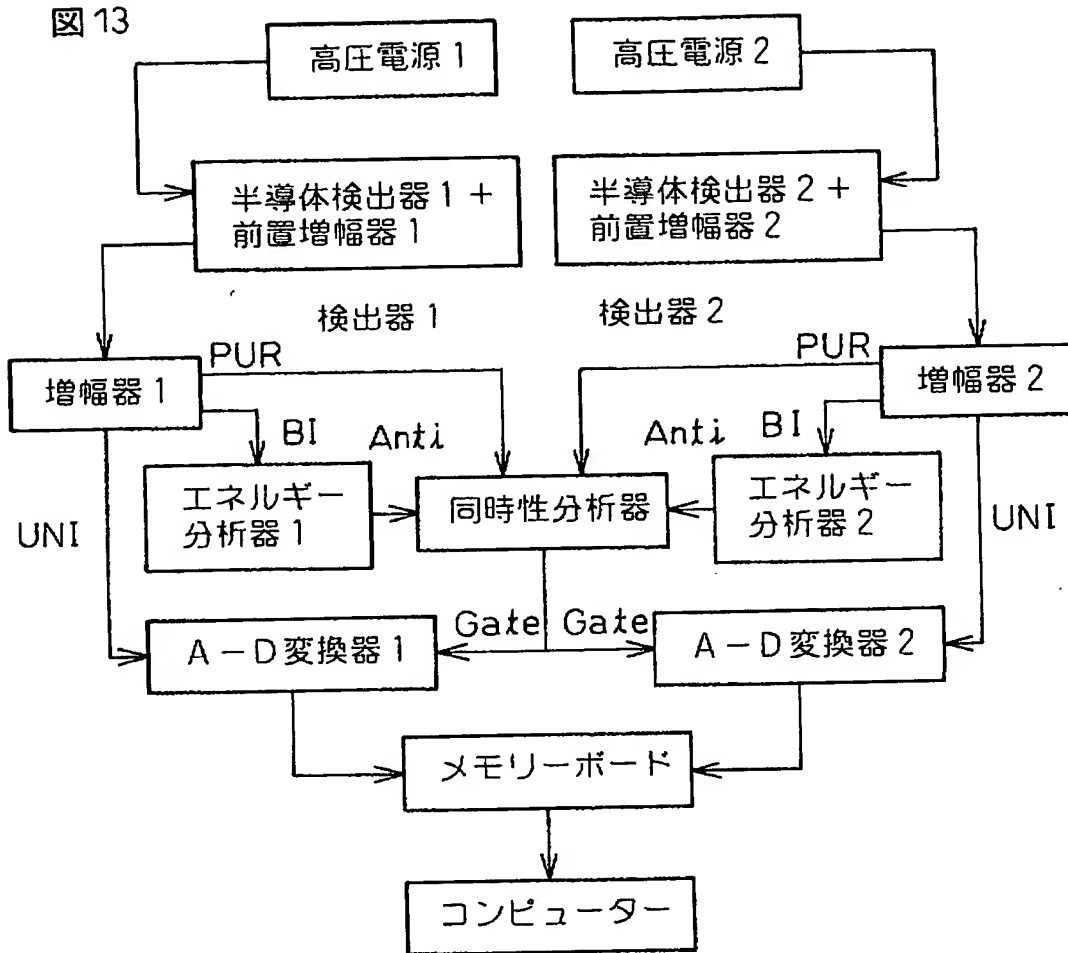 図13
高圧電源1
高圧電源2
半導体検出器1+
前置増幅器1
半導体検出器2+
前置増幅器2
検出器1
検出器2
PUR
PUR
増幅器1
増幅器2
BI
Anti
Anti
BI
エネルギー
分析器1
同時性分析器
エネルギー
分析器2
UNI
UNI
Gate
Gate
A-D変換器1
A-D変換器2
メモリーボード
コンピューター